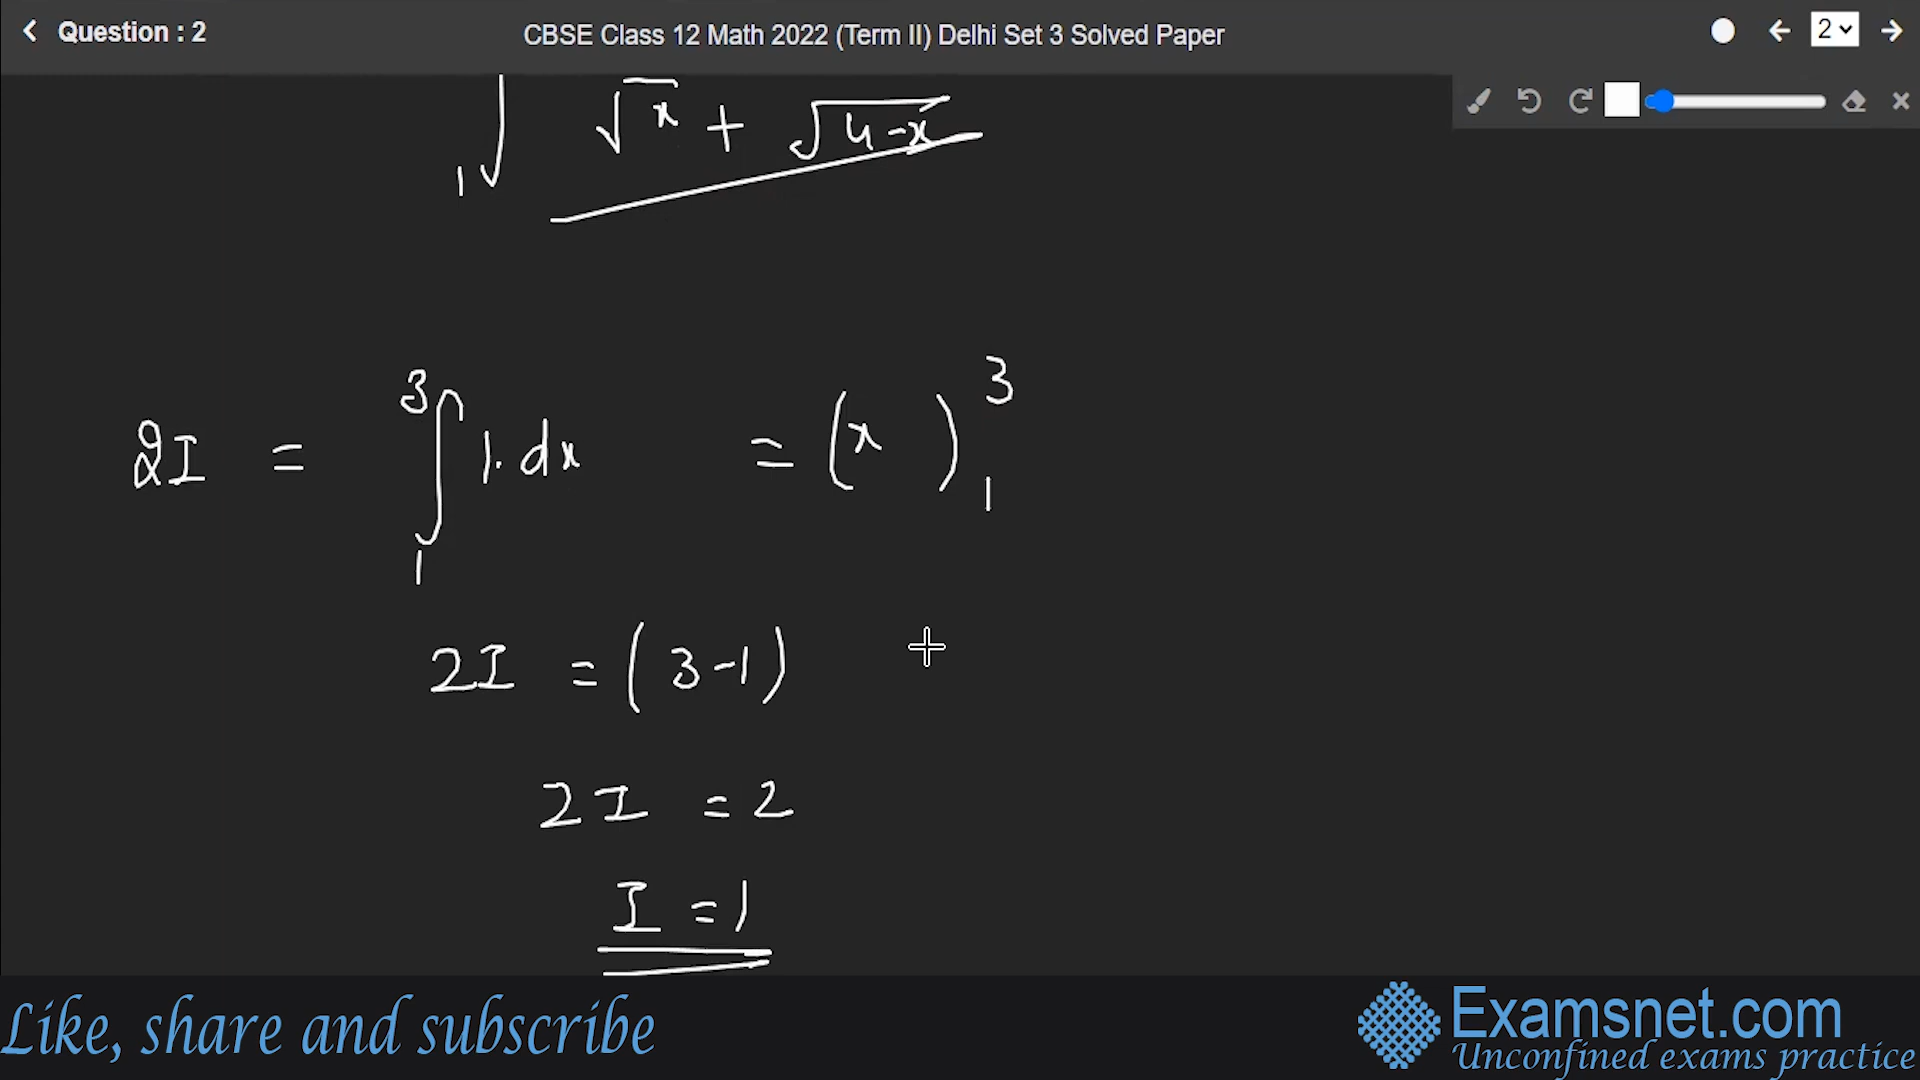 Question : 2
CBSE Class 12 Math 2022 (Term II) Delhi Set 3 Solved Paper
2
∫ √x + √4-x
1
2I = ∫₁³ 1. dx = (x)₁³
2I = (3-1)
2I = 2
I = 1
Like, share and subscribe
Examsnet.com
Unconfined exams practice